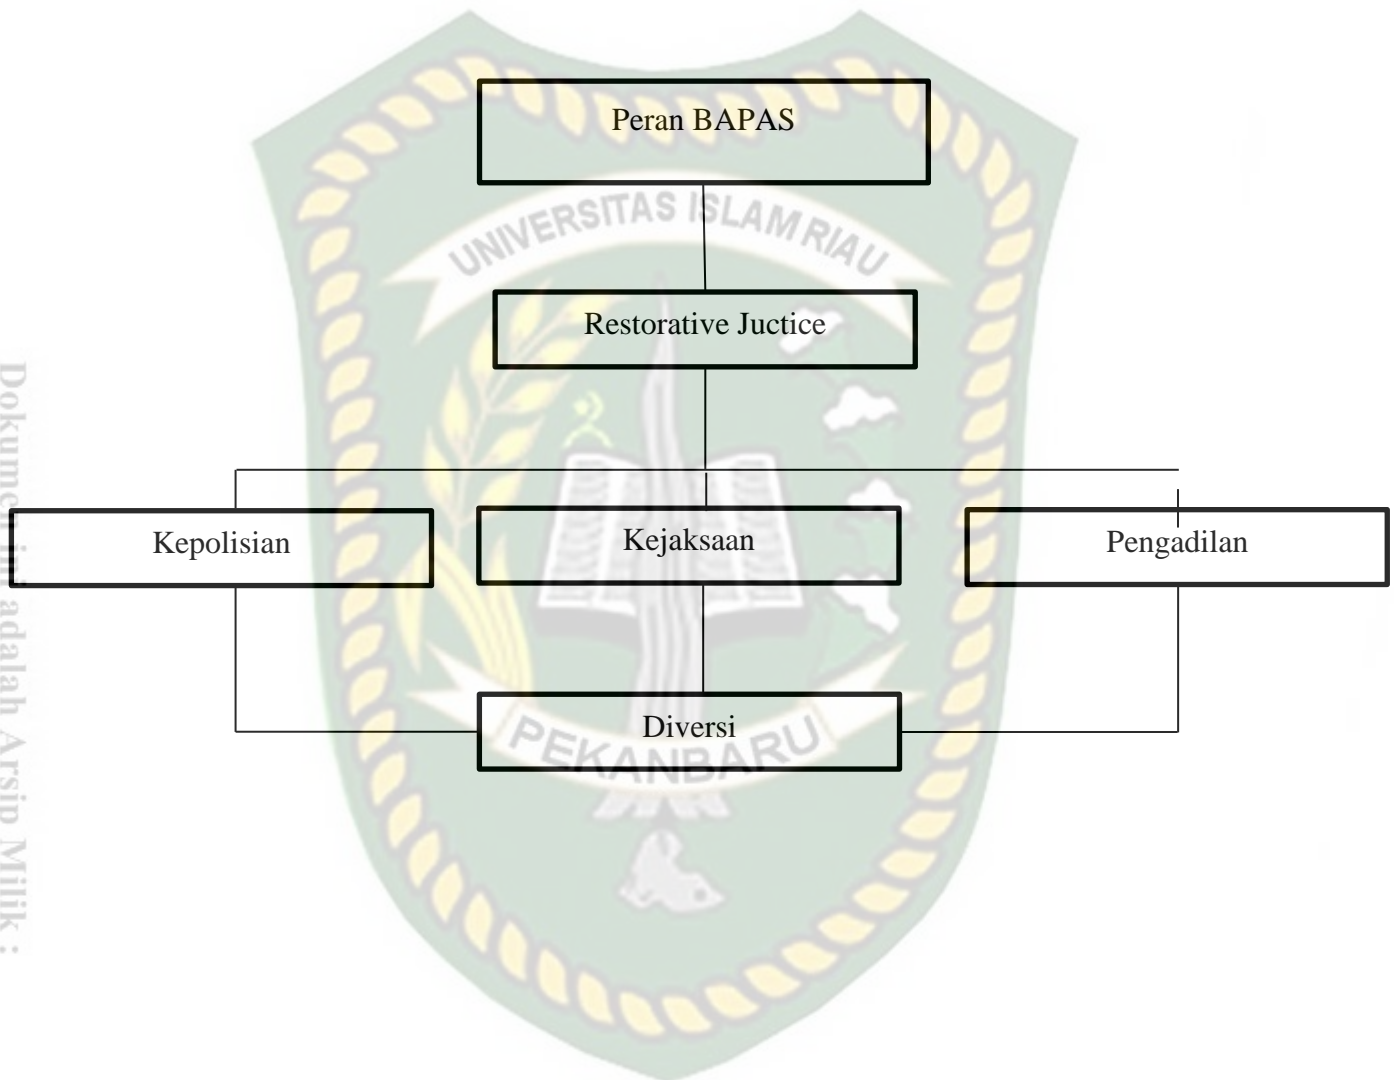 Peran BAPAS
UNIVERSITAS ISLAM RIAU
Restorative Juctice
Kepolisian
Kejaksaan
Pengadilan
Diversi
PEKANBARU
Dokumen ini adalah Arsip Milik :